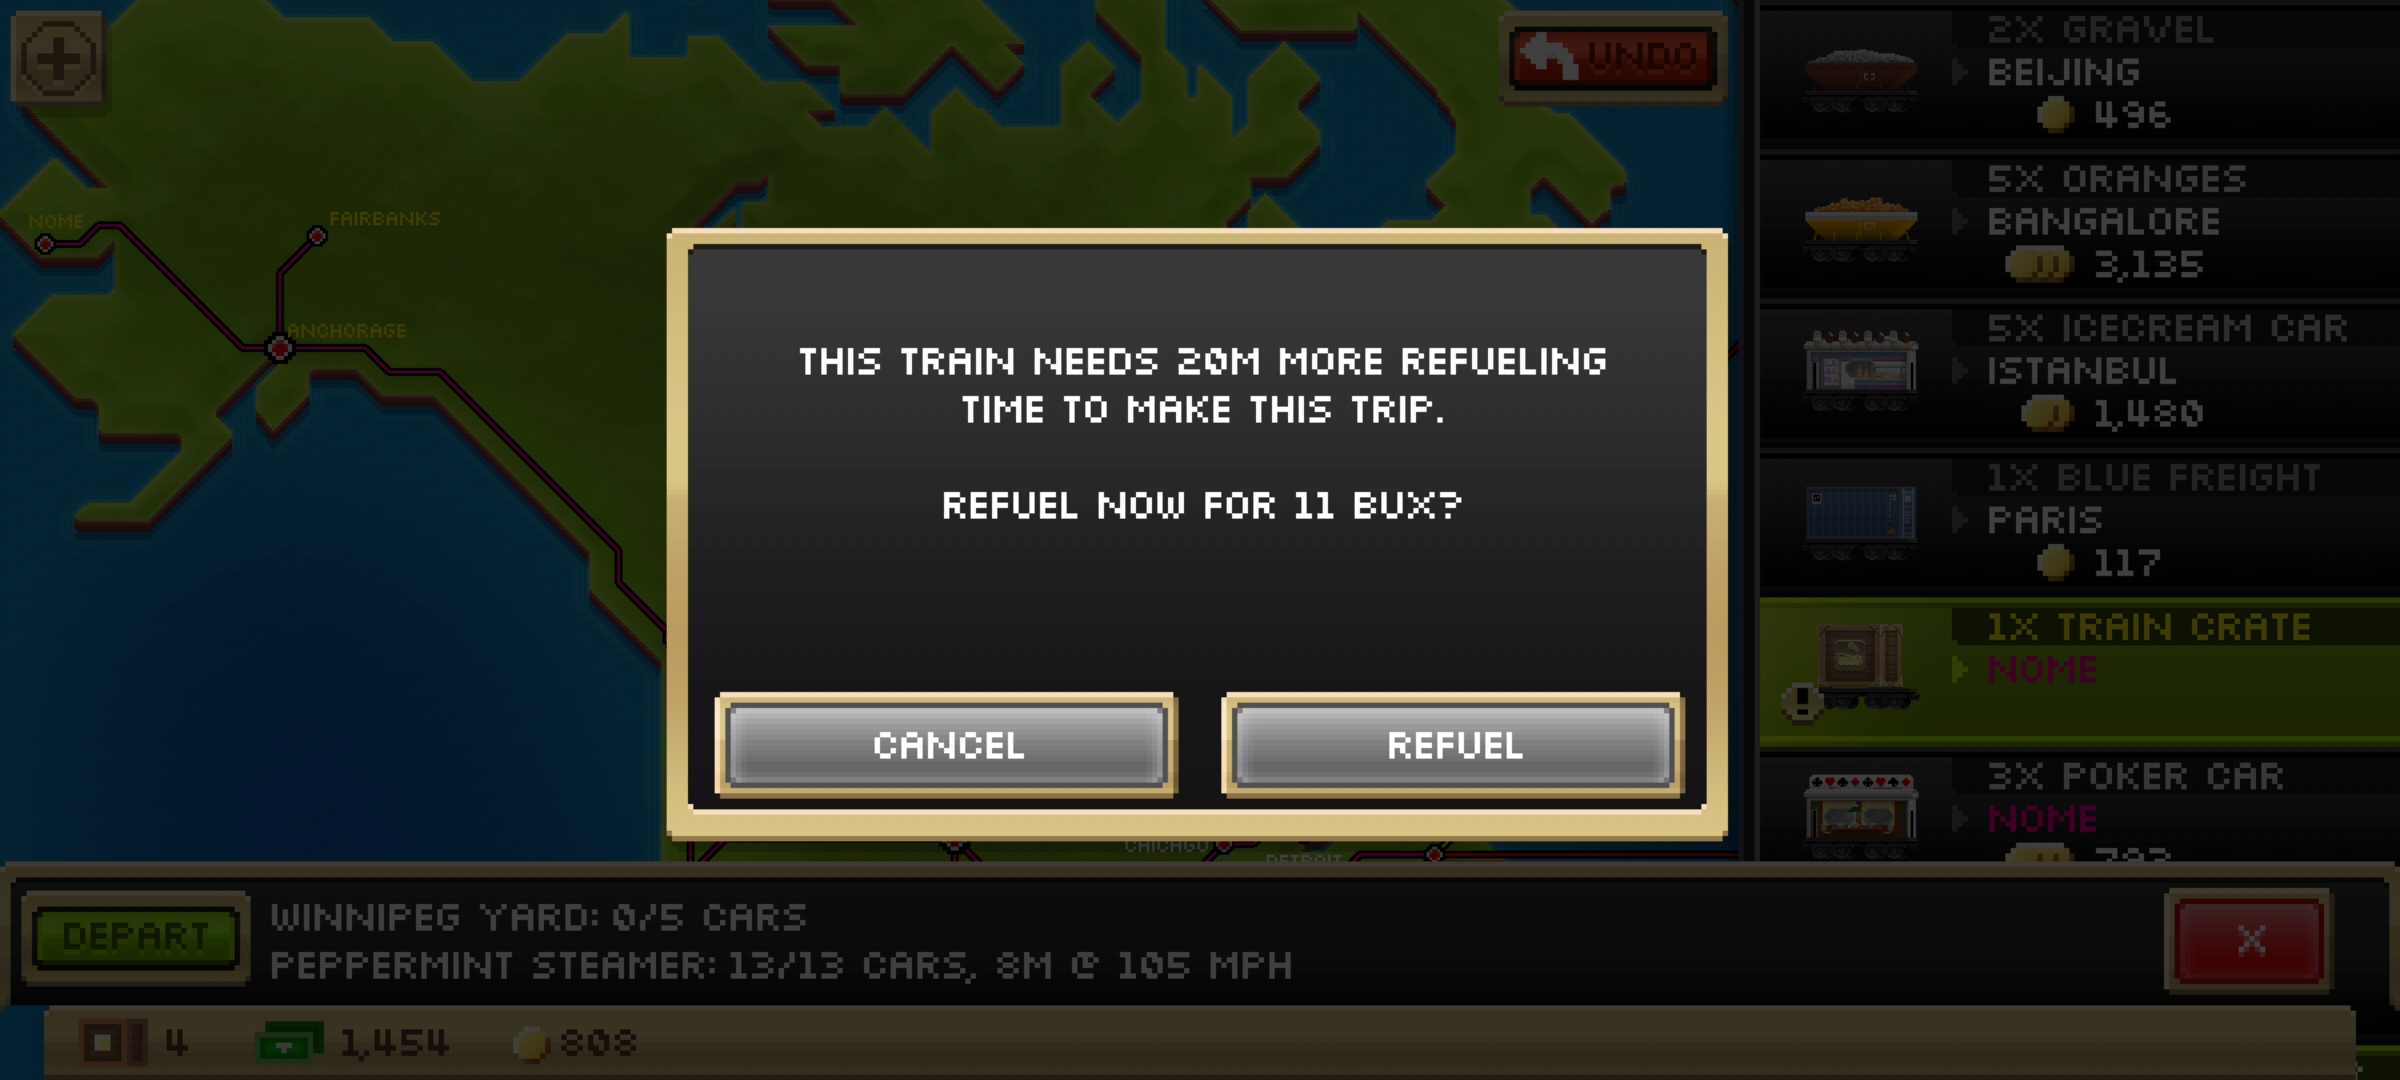 UNDO
2X GRAVEL
BEIJING
496
5X ORANGES
BANGALORE
3,135
5X ICECREAM CAR
ISTANBUL
1,480
1X BLUE FREIGHT
PARIS
117
1X TRAIN CRATE
NOME
3X POKER CAR
NOME
793
NOME
FAIRBANKS
ANCHORAGE
THIS TRAIN NEEDS 20M MORE REFUELING
TIME TO MAKE THIS TRIP.
REFUEL NOW FOR 11 BUX?
CANCEL
REFUEL
CHICAGO
DETROIT
DEPART
WINNIPEG YARD: 0/5 CARS
PEPPERMINT STEAMER: 13/13 CARS, 8M @ 105 MPH
X
4
1,454
808